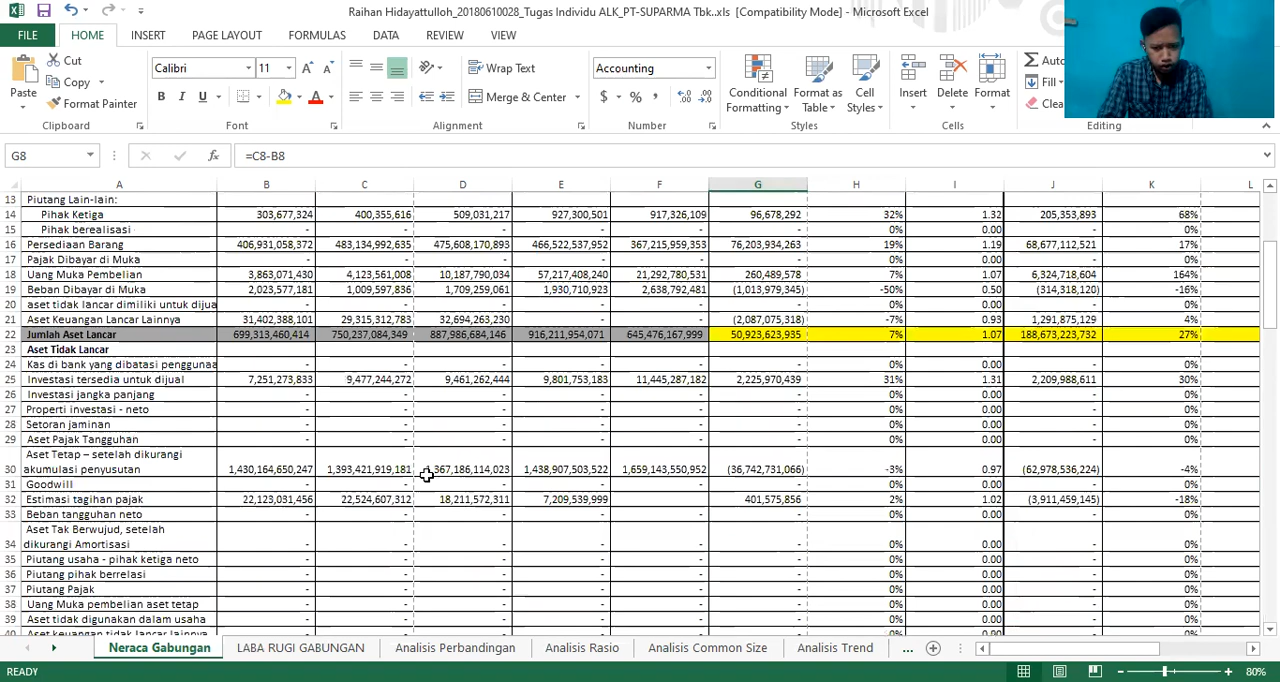 Raihan Hidayattulloh_20180610028_Tugas Individu ALK_PT-SUPARMA Tbk..xls [Compatibility Mode] - Microsoft Excel
FILE HOME INSERT PAGE LAYOUT FORMULAS DATA REVIEW VIEW
Paste Cut Copy Format Painter Clipboard
Calibri 11 B I U Font
Wrap Text Merge & Center Alignment
Accounting $ % , Number
Conditional Formatting Format as Table Cell Styles Styles
Insert Delete Format Cells
Auto Fill Clea Editing
G8 fx =C8-B8
A B C D E F G H I J K L
13 Piutang Lain-lain:
14 Pihak Ketiga 303,677,324 400,355,616 509,031,217 927,300,501 917,326,109 96,678,292 32% 1.32 205,353,893 68%
15 Pihak berealisasi - - - - - - 0% 0.00 - 0%
16 Persediaan Barang 406,931,058,372 483,134,992,635 475,608,170,893 466,522,537,952 367,215,959,353 76,203,934,263 19% 1.19 68,677,112,521 17%
17 Pajak Dibayar di Muka - - - - - - 0% 0.00 - 0%
18 Uang Muka Pembelian 3,863,071,430 4,123,561,008 10,187,790,034 57,217,408,240 21,292,780,531 260,489,578 7% 1.07 6,324,718,604 164%
19 Beban Dibayar di Muka 2,023,577,181 1,009,597,836 1,709,259,061 1,930,710,923 2,638,792,481 (1,013,979,345) -50% 0.50 (314,318,120) -16%
20 aset tidak lancar dimiliki untuk dijua - - - - - - 0% 0.00 - 0%
21 Aset Keuangan Lancar Lainnya 31,402,388,101 29,315,312,783 32,694,263,230 - - (2,087,075,318) -7% 0.93 1,291,875,129 4%
22 Jumlah Aset Lancar 699,313,460,414 750,237,084,349 887,986,684,146 916,211,954,071 645,476,167,999 50,923,623,935 7% 1.07 188,673,223,732 27%
23 Aset Tidak Lancar
24 Kas di bank yang dibatasi penggunaa - - - - - - 0% 0.00 - 0%
25 Investasi tersedia untuk dijual 7,251,273,833 9,477,244,272 9,461,262,444 9,801,753,183 11,445,287,182 2,225,970,439 31% 1.31 2,209,988,611 30%
26 Investasi jangka panjang - - - - - - 0% 0.00 - 0%
27 Properti investasi - neto - - - - - - 0% 0.00 - 0%
28 Setoran jaminan - - - - - - 0% 0.00 - 0%
29 Aset Pajak Tangguhan - - - - - - 0% 0.00 - 0%
Aset Tetap – setelah dikurangi
30 akumulasi penyusutan 1,430,164,650,247 1,393,421,919,181 1,367,186,114,023 1,438,907,503,522 1,659,143,550,952 (36,742,731,066) -3% 0.97 (62,978,536,224) -4%
31 Goodwill - - - - - - 0% 0.00 - 0%
32 Estimasi tagihan pajak 22,123,031,456 22,524,607,312 18,211,572,311 7,209,539,999 401,575,856 2% 1.02 (3,911,459,145) -18%
33 Beban tangguhan neto - - - - - - 0% 0.00 - 0%
Aset Tak Berwujud, setelah
34 dikurangi Amortisasi - - - - - - 0% 0.00 - 0%
35 Piutang usaha - pihak ketiga neto - - - - - - 0% 0.00 - 0%
36 Piutang pihak berrelasi - - - - - - 0% 0.00 - 0%
37 Piutang Pajak - - - - - - 0% 0.00 - 0%
38 Uang Muka pembelian aset tetap - - - - - - 0% 0.00 - 0%
39 Aset tidak digunakan dalam usaha - - - - - - 0% 0.00 - 0%
40 Aset keuangan tidak lancar lainnya - - - - - - 0% 0.00 - 0%
Neraca Gabungan LABA RUGI GABUNGAN Analisis Perbandingan Analisis Rasio Analisis Common Size Analisis Trend ...
READY 80%